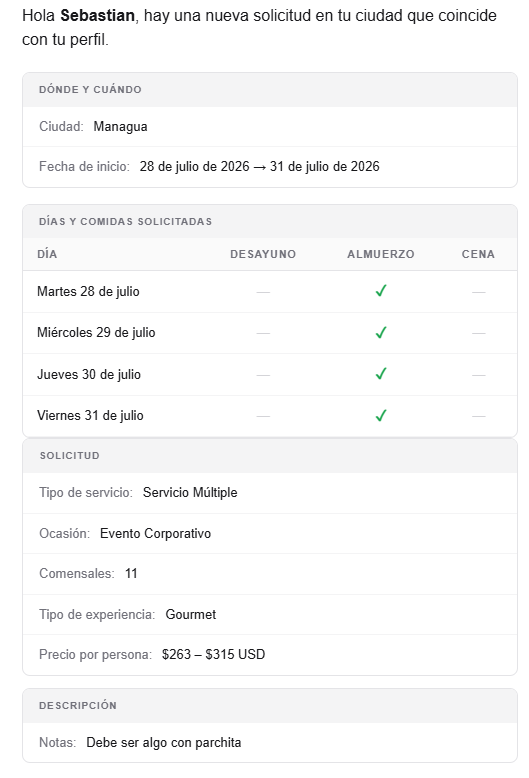 Hola Sebastian, hay una nueva solicitud en tu ciudad que coincide
con tu perfil.
DÓNDE Y CUÁNDO
Ciudad: Managua
Fecha de inicio: 28 de julio de 2026 → 31 de julio de 2026
DÍAS Y COMIDAS SOLICITADAS
DÍA DESAYUNO ALMUERZO CENA
Martes 28 de julio — ✓ —
Miércoles 29 de julio — ✓ —
Jueves 30 de julio — ✓ —
Viernes 31 de julio — ✓ —
SOLICITUD
Tipo de servicio: Servicio Múltiple
Ocasión: Evento Corporativo
Comensales: 11
Tipo de experiencia: Gourmet
Precio por persona: $263 – $315 USD
DESCRIPCIÓN
Notas: Debe ser algo con parchita